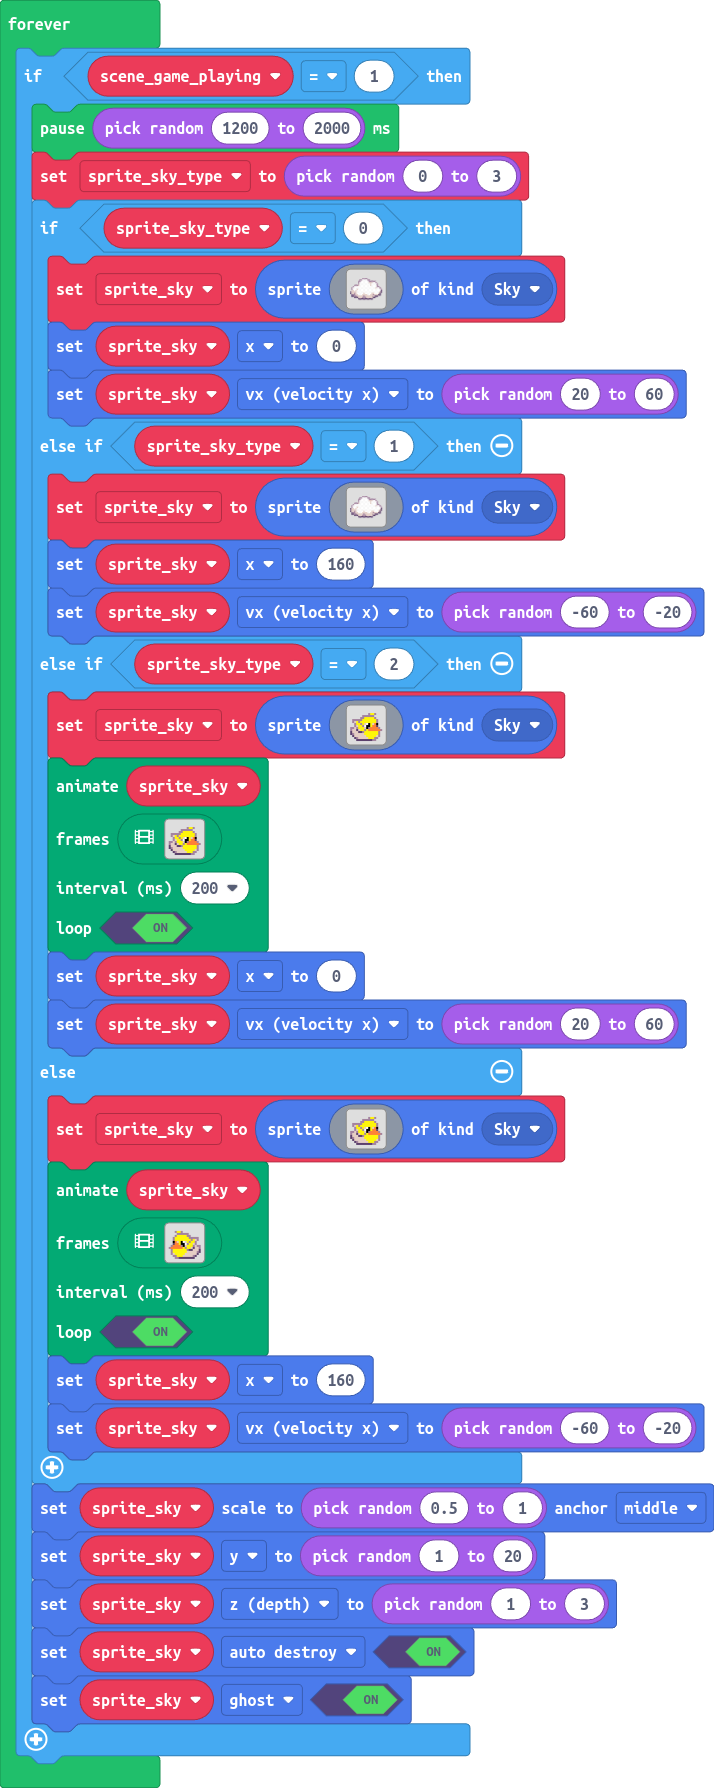 forever
if scene_game_playing = 1 then
pause pick random 1200 to 2000 ms
set sprite_sky_type to pick random 0 to 3
if sprite_sky_type = 0 then
set sprite_sky to sprite of kind Sky
set sprite_sky x to 0
set sprite_sky vx (velocity x) to pick random 20 to 60
else if sprite_sky_type = 1 then
set sprite_sky to sprite of kind Sky
set sprite_sky x to 160
set sprite_sky vx (velocity x) to pick random -60 to -20
else if sprite_sky_type = 2 then
set sprite_sky to sprite of kind Sky
animate sprite_sky
frames
interval (ms) 200
loop ON
set sprite_sky x to 0
set sprite_sky vx (velocity x) to pick random 20 to 60
else
set sprite_sky to sprite of kind Sky
animate sprite_sky
frames
interval (ms) 200
loop ON
set sprite_sky x to 160
set sprite_sky vx (velocity x) to pick random -60 to -20
set sprite_sky scale to pick random 0.5 to 1 anchor middle
set sprite_sky y to pick random 1 to 20
set sprite_sky z (depth) to pick random 1 to 3
set sprite_sky auto destroy ON
set sprite_sky ghost ON